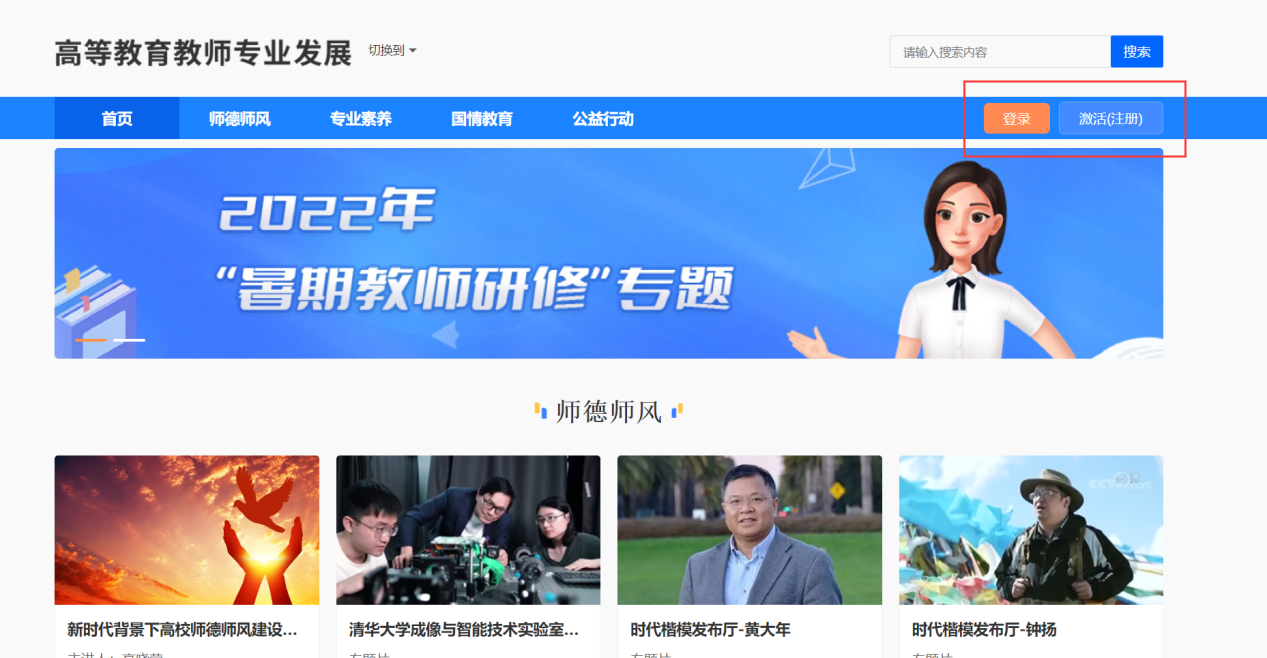 高等教育教师专业发展 切换到
请输入搜索内容 搜索
首页 师德师风 专业素养 国情教育 公益行动 登录 激活(注册)
2022年
“暑期教师研修”专题
师德师风
新时代背景下高校师德师风建设... 清华大学成像与智能技术实验室... 时代楷模发布厅-黄大年 时代楷模发布厅-钟扬